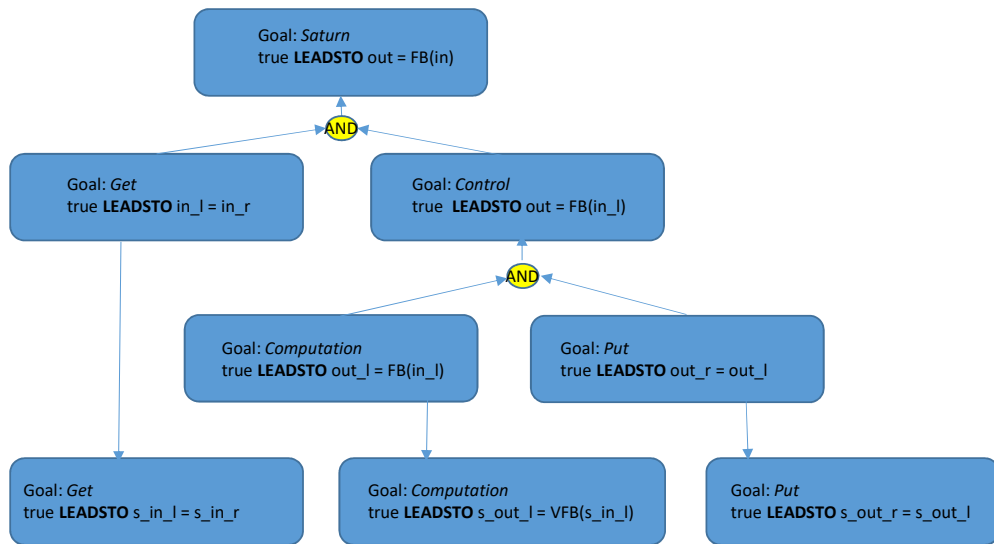 Goal: Saturn
true LEADSTO out = FB(in)
AND
Goal: Get
true LEADSTO in_l = in_r
Goal: Control
true LEADSTO out = FB(in_l)
AND
Goal: Computation
true LEADSTO out_l = FB(in_l)
Goal: Put
true LEADSTO out_r = out_l
Goal: Get
true LEADSTO s_in_l = s_in_r
Goal: Computation
true LEADSTO s_out_l = VFB(s_in_l)
Goal: Put
true LEADSTO s_out_r = s_out_l